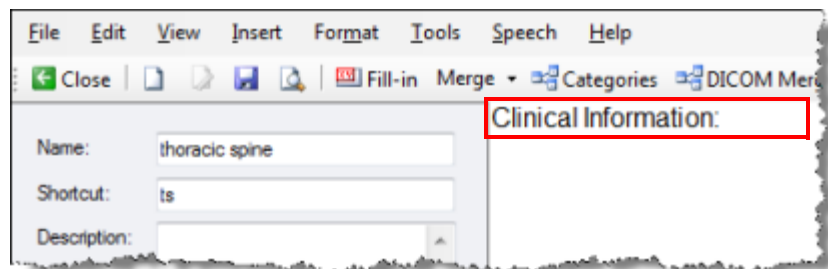 File Edit View Insert Format Tools Speech Help
Close Fill-in Merge Categories DICOM Mer
Clinical Information:
Name: thoracic spine
Shortcut: ts
Description: